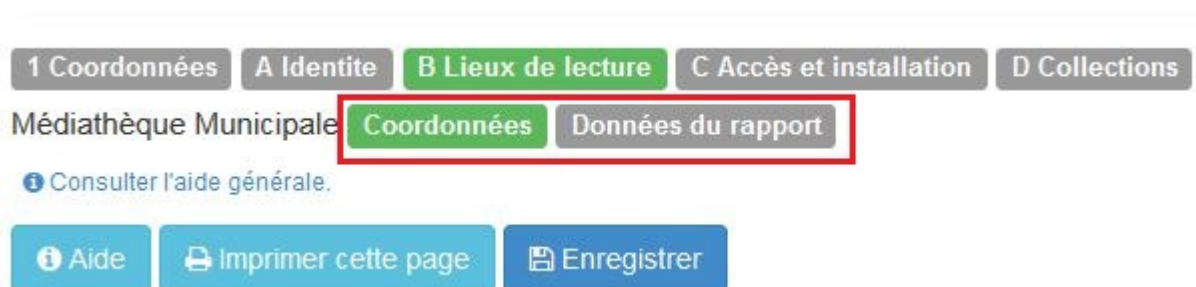 1 Coordonnées A Identite B Lieux de lecture C Accès et installation D Collections
Médiathèque Municipale Coordonnées Données du rapport
Consulter l'aide générale.
Aide Imprimer cette page Enregistrer